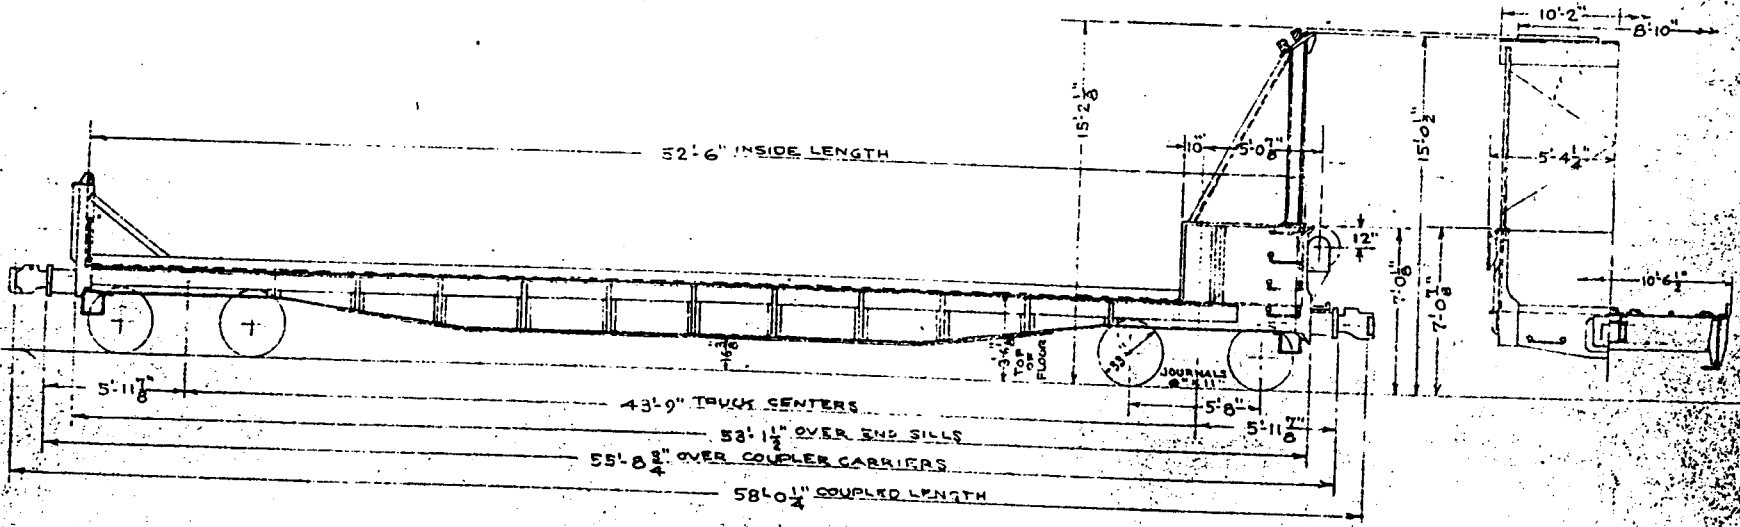 10'-2"
8'-10"
15'-2 1/8"
15'-0 1/2"
52'-6" INSIDE LENGTH
10"
5'-0 7/8"
5'-4 1/4"
12"
7'-0 1/8"
7'-0 7/8"
10'-6 1/2"
TOP
OF
FLOOR
33"
JOURNALS
5'-11 7/8"
43'-9" TRUCK CENTERS
5'-8"
5'-11 7/8"
53'-1 1/2" OVER END SILLS
55'-8 3/4" OVER COUPLER CARRIERS
58'-0 1/4" COUPLED LENGTH